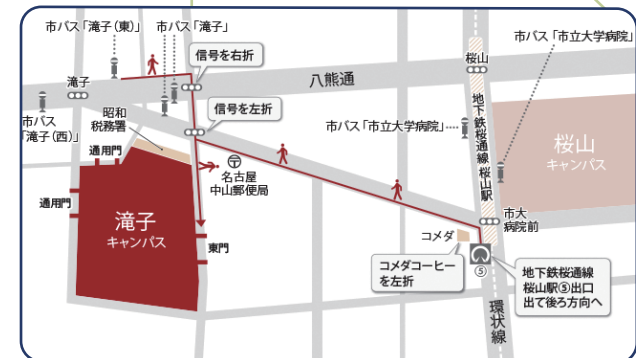 市バス「滝子(東)」
市バス「滝子」
信号を右折
市バス「市立大学病院」
桜山
滝子
八熊通
市バス
「滝子(西)」
昭和
税務署
信号を左折
市バス「市立大学病院」
地下鉄桜通線 桜山駅
桜山
キャンパス
通用門
名古屋
中山郵便局
通用門
滝子
キャンパス
東門
コメダ
市大
病院前
コメダコーヒー
を左折
⑤
地下鉄桜通線
桜山駅⑤出口
出て後ろ方向へ
環状線